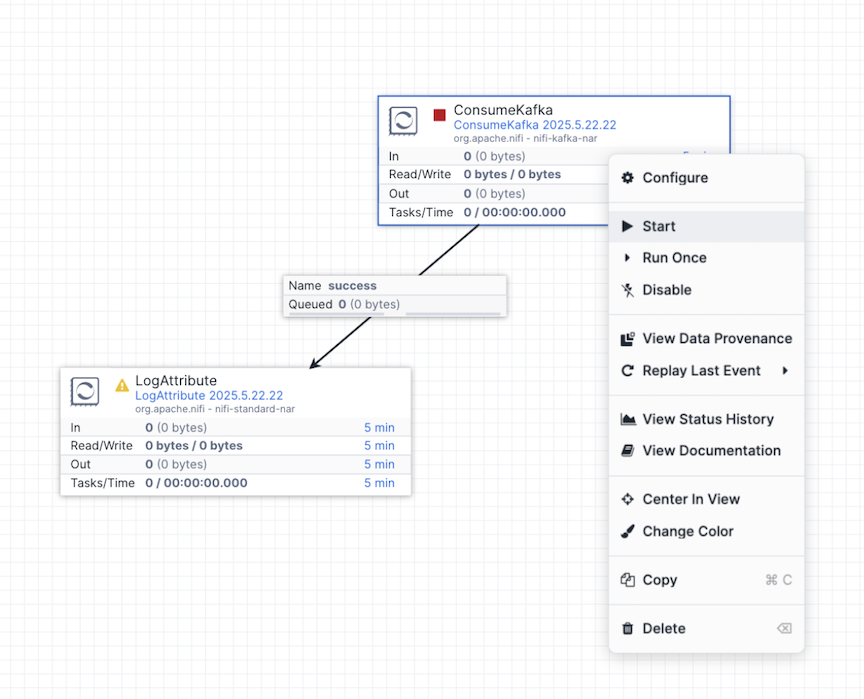 ConsumeKafka
ConsumeKafka 2025.5.22.22
org.apache.nifi - nifi-kafka-nar
In 0 (0 bytes)
Read/Write 0 bytes / 0 bytes
Out 0 (0 bytes)
Tasks/Time 0 / 00:00:00.000
Name success
Queued 0 (0 bytes)
LogAttribute
LogAttribute 2025.5.22.22
org.apache.nifi - nifi-standard-nar
In 0 (0 bytes) 5 min
Read/Write 0 bytes / 0 bytes 5 min
Out 0 (0 bytes) 5 min
Tasks/Time 0 / 00:00:00.000 5 min
Configure
Start
Run Once
Disable
View Data Provenance
Replay Last Event
View Status History
View Documentation
Center In View
Change Color
Copy ⌘ C
Delete